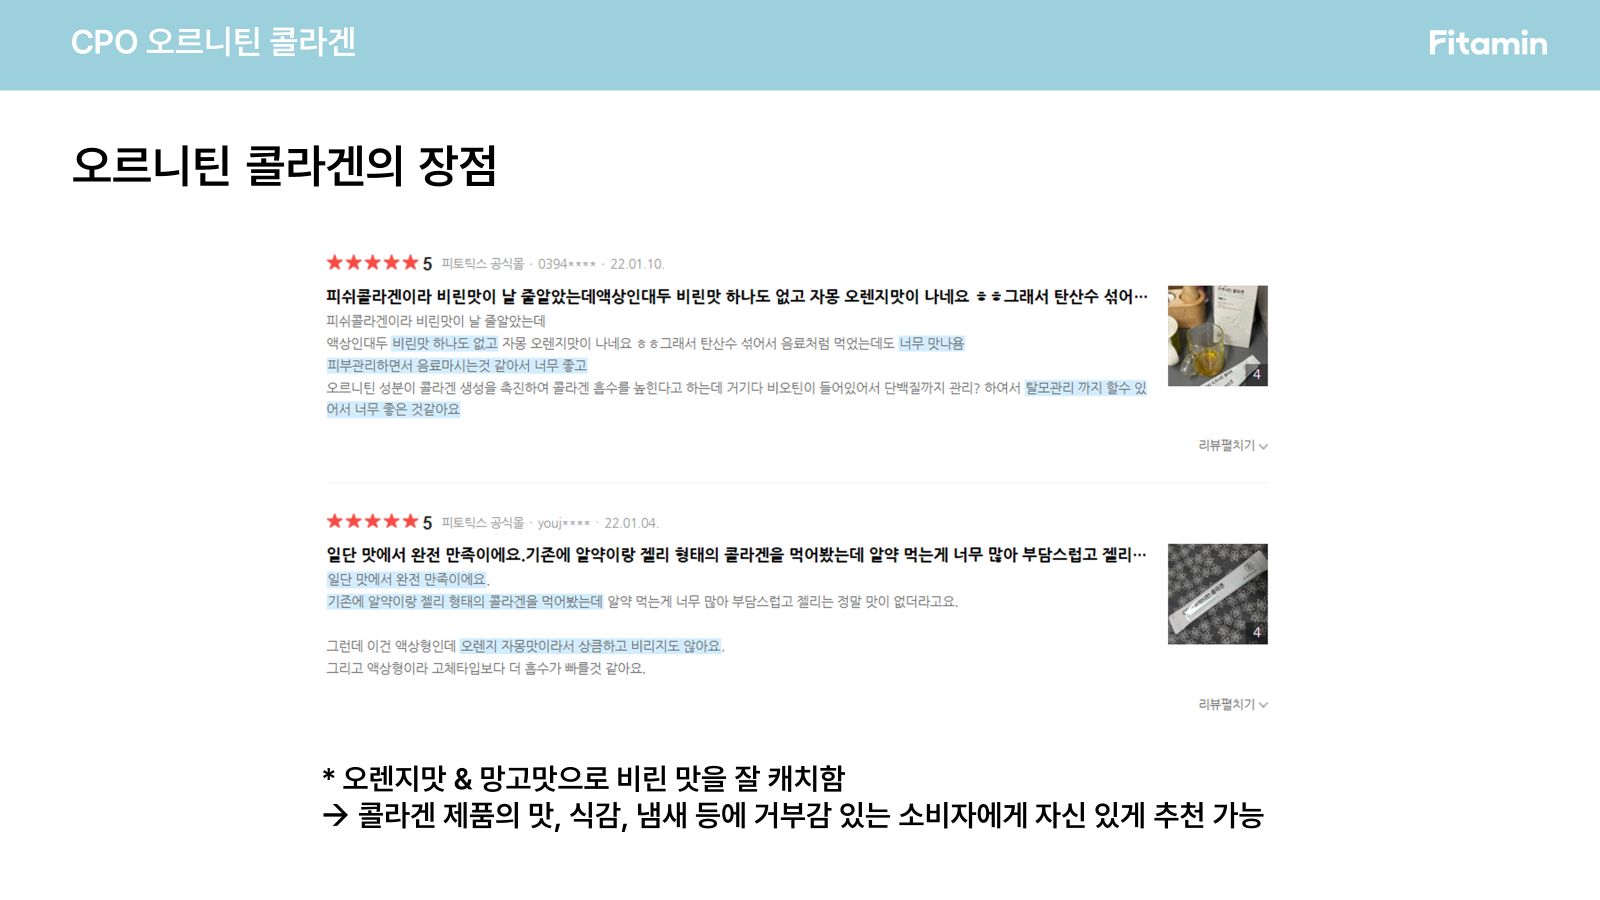 CPO 오르니틴 콜라겐
Fitamin
오르니틴 콜라겐의 장점
★★★★★ 5 피토틱스 공식몰 · 0394**** · 22.01.10.
피쉬콜라겐이라 비린맛이 날 줄알았는데액상인대두 비린맛 하나도 없고 자몽 오렌지맛이 나네요 ㅎㅎ그래서 탄산수 섞어…
피쉬콜라겐이라 비린맛이 날 줄알았는데
액상인대두 비린맛 하나도 없고 자몽 오렌지맛이 나네요 ㅎㅎ그래서 탄산수 섞어서 음료처럼 먹었는데도 너무 맛나욤
피부관리하면서 음료마시는것 같아서 너무 좋고
오르니틴 성분이 콜라겐 생성을 촉진하여 콜라겐 흡수를 높힌다고 하는데 거기다 비오틴이 들어있어서 단백질까지 관리? 하여서 탈모관리 까지 할수 있
어서 너무 좋은 것같아요
4
리뷰펼치기
★★★★★ 5 피토틱스 공식몰 · youj**** · 22.01.04.
일단 맛에서 완전 만족이에요.기존에 알약이랑 젤리 형태의 콜라겐을 먹어봤는데 알약 먹는게 너무 많아 부담스럽고 젤리…
일단 맛에서 완전 만족이에요.
기존에 알약이랑 젤리 형태의 콜라겐을 먹어봤는데 알약 먹는게 너무 많아 부담스럽고 젤리는 정말 맛이 없더라고요.
그런데 이건 액상형인데 오렌지 자몽맛이라서 상큼하고 비리지도 않아요.
그리고 액상형이라 고체타입보다 더 흡수가 빠를것 같아요.
4
리뷰펼치기
* 오렌지맛 & 망고맛으로 비린 맛을 잘 캐치함
→ 콜라겐 제품의 맛, 식감, 냄새 등에 거부감 있는 소비자에게 자신 있게 추천 가능